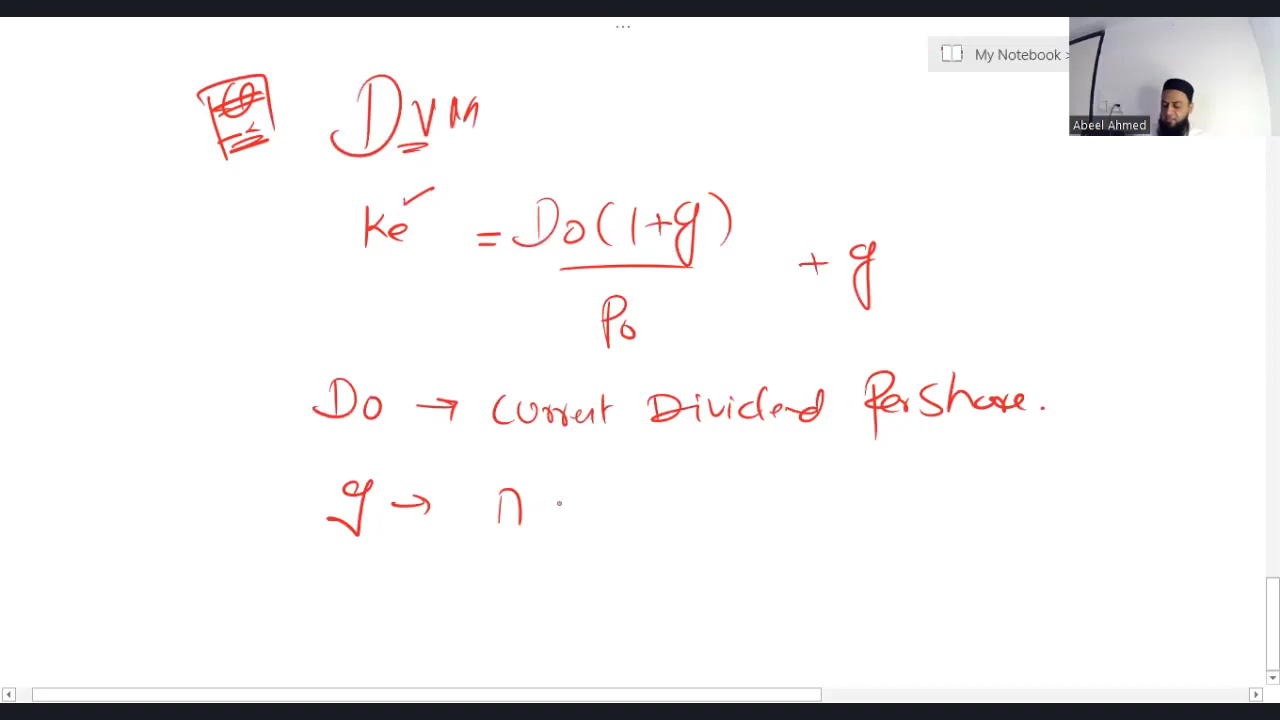 ...
My Notebook >
Abeel Ahmed
DVM
Ke = Do(1+g)
+ g
Po
Do → Current Dividend Per Share.
g → n